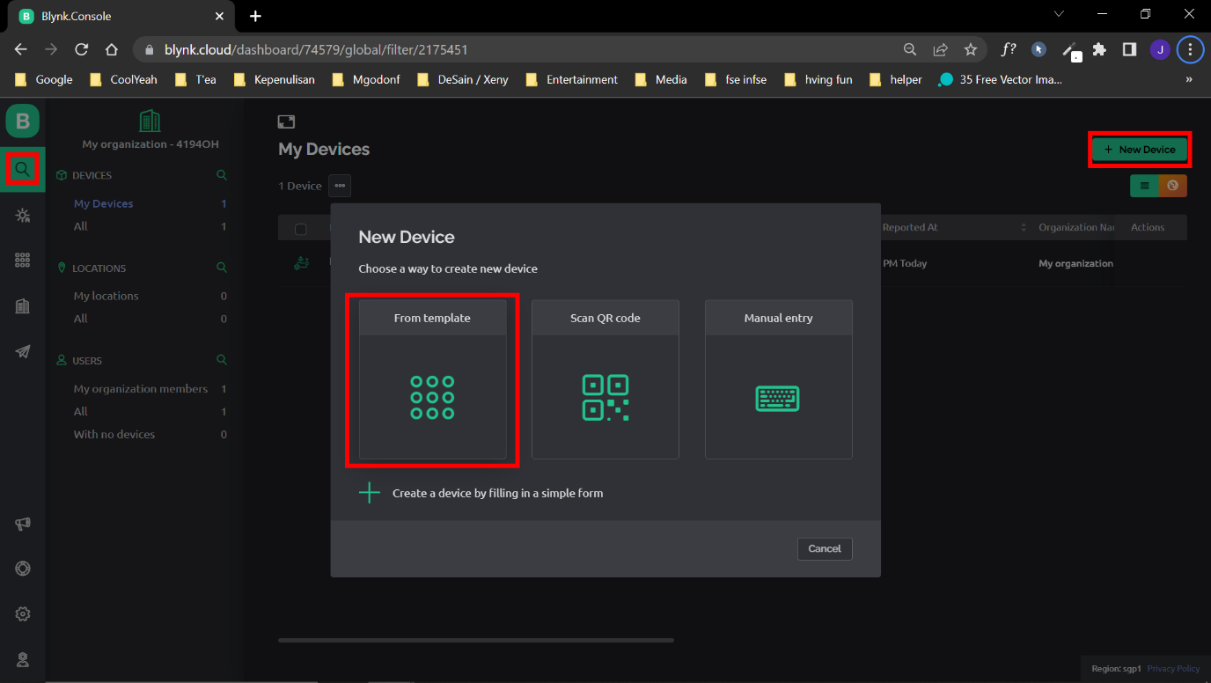 B Blynk.Console
blynk.cloud/dashboard/74579/global/filter/2175451
f? J
Google CoolYeah T'ea Kepenulisan Mgodonf DeSain / Xeny Entertainment Media fse infse hving fun helper 35 Free Vector Ima... »
B
My organization - 4194OH
DEVICES
My Devices 1
All 1
LOCATIONS
My locations 0
All 0
USERS
My organization members 1
All 1
With no devices 0
My Devices
+ New Device
1 Device
Reported At Organization Nar Actions
PM Today My organization
New Device
Choose a way to create new device
From template Scan QR code Manual entry
Create a device by filling in a simple form
Cancel
Region: sgp1 Privacy Policy